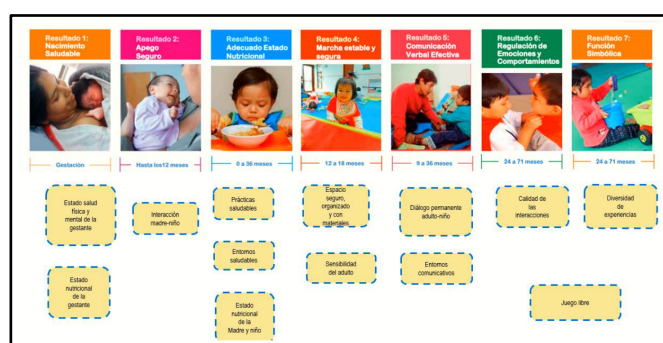 Resultado 1:
Nacimiento
Saludable
Resultado 2:
Apego
Seguro
Resultado 3:
Adecuado Estado
Nutricional
Resultado 4:
Marcha estable y
segura
Resultado 5:
Comunicación
Verbal Efectiva
Resultado 6:
Regulación de
Emociones y
Comportamientos
Resultado 7:
Función
Simbólica
Gestación
Hasta los12 meses
0 a 36 meses
12 a 18 meses
9 a 36 meses
24 a 71 meses
24 a 71 meses
Estado salud
física y
mental de la
gestante
Interacción
madre-niño
Prácticas
saludables
Espacio
seguro,
organizado
y con
materiales.
Diálogo permanente
adulto-niño
Calidad de
las
interacciones
Diversidad
de
experiencias
Estado
nutricional
de la
gestante
Entornos
saludables
Sensibilidad
del adulto
Entornos
comunicativos
Estado
nutricional
de la
Madre y niño
Juego libre